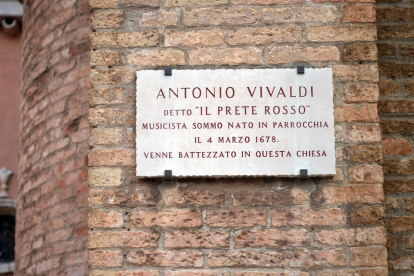 ANTONIO VIVALDI
DETTO "IL PRETE ROSSO"
MUSICISTA SOMMO NATO IN PARROCCHIA
IL 4 MARZO 1678.
VENNE BATTEZZATO IN QUESTA CHIESA